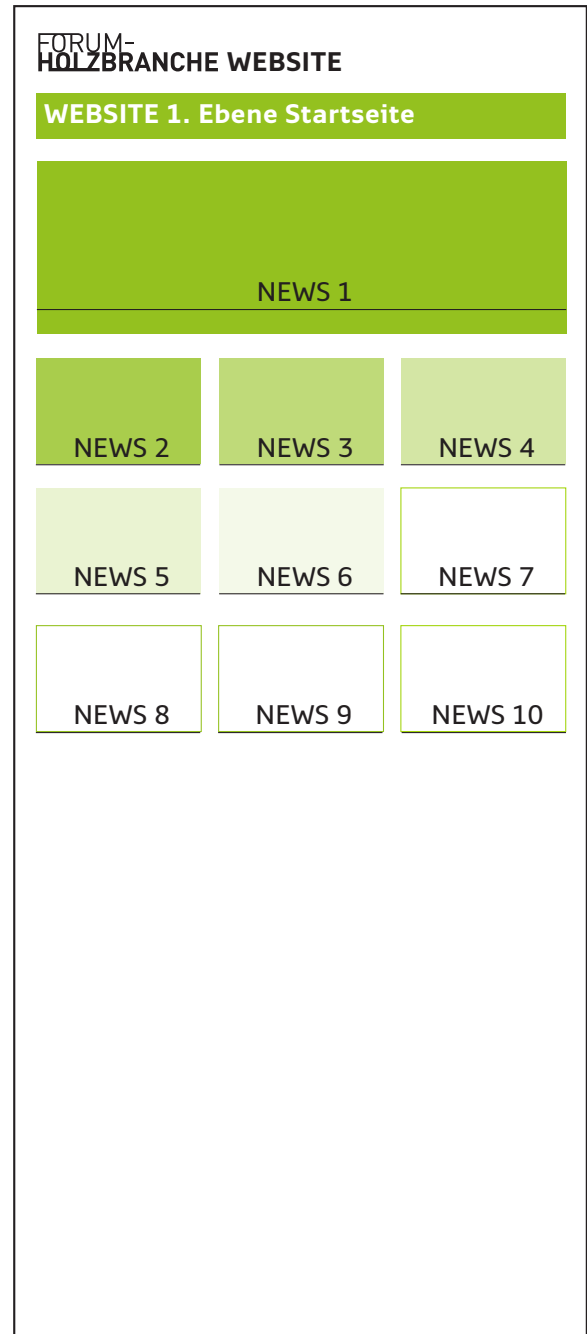 FORUM-
HOLZBRANCHE WEBSITE
WEBSITE 1. Ebene Startseite
NEWS 1
NEWS 2 NEWS 3 NEWS 4
NEWS 5 NEWS 6 NEWS 7
NEWS 8 NEWS 9 NEWS 10